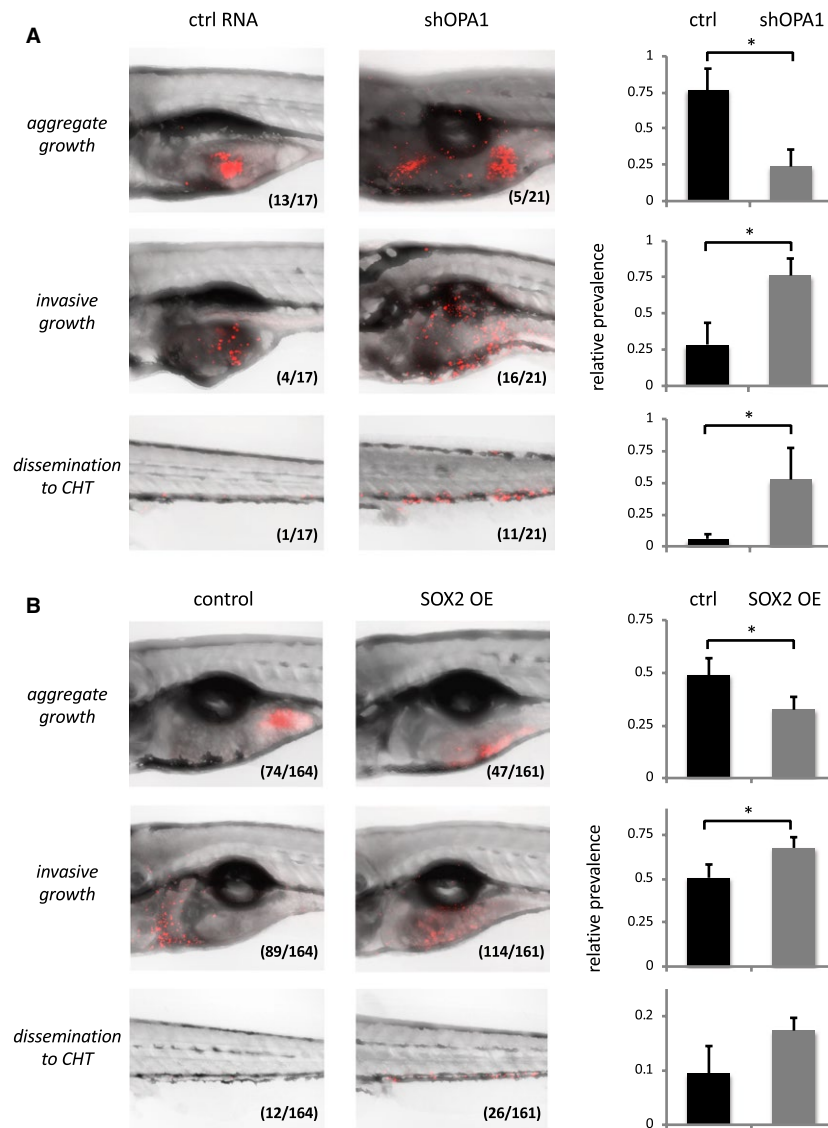 A
ctrl RNA
shOPA1
ctrl shOPA1
aggregate
growth
(13/17)
(5/21)
*
1
0.75
0.5
0.25
0
invasive
growth
(4/17)
(16/21)
relative prevalence
*
1
0.75
0.5
0.25
0
dissemination
to CHT
(1/17)
(11/21)
*
1
0.75
0.5
0.25
0
B
control
SOX2 OE
ctrl SOX2 OE
aggregate
growth
(74/164)
(47/161)
*
0.75
0.5
0.25
0
invasive
growth
(89/164)
(114/161)
relative prevalence
*
0.75
0.5
0.25
0
dissemination
to CHT
(12/164)
(26/161)
0.2
0.1
0